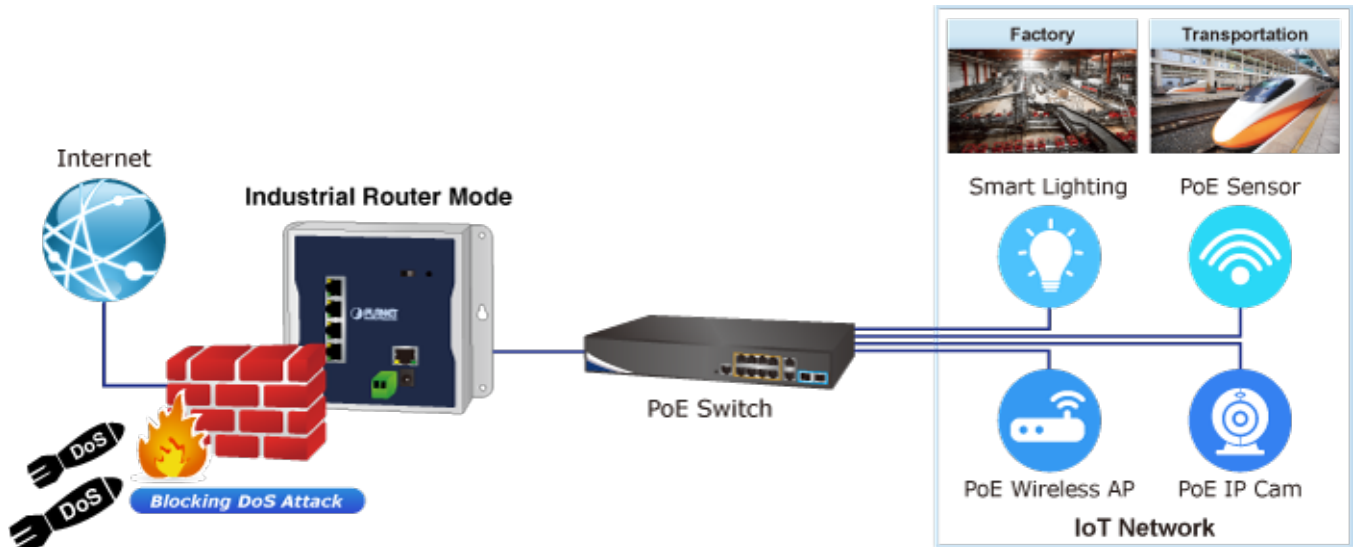 Factory
Transportation
Internet
Industrial Router Mode
Smart Lighting
PoE Sensor
PLANET
PoE Switch
DoS
DoS
Blocking DoS Attack
PoE Wireless AP
PoE IP Cam
IoT Network